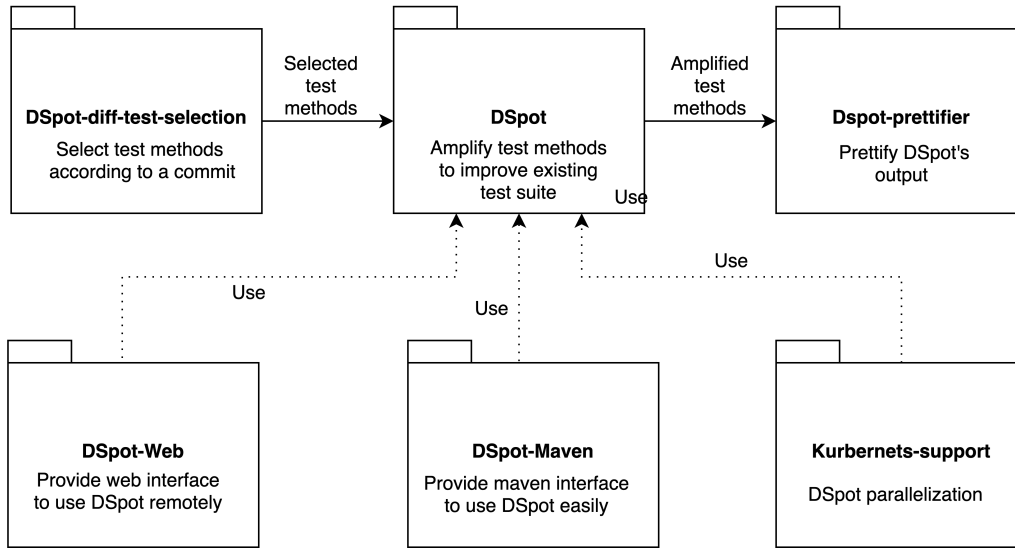 Selected
test
methods
Amplified
test
methods
DSpot-diff-test-selection
Select test methods
according to a commit
DSpot
Amplify test methods
to improve existing
test suite
Use
Dspot-prettifier
Prettify DSpot's
output
Use
Use
Use
DSpot-Web
Provide web interface
to use DSpot remotely
DSpot-Maven
Provide maven interface
to use DSpot easily
Kurbernets-support
DSpot parallelization